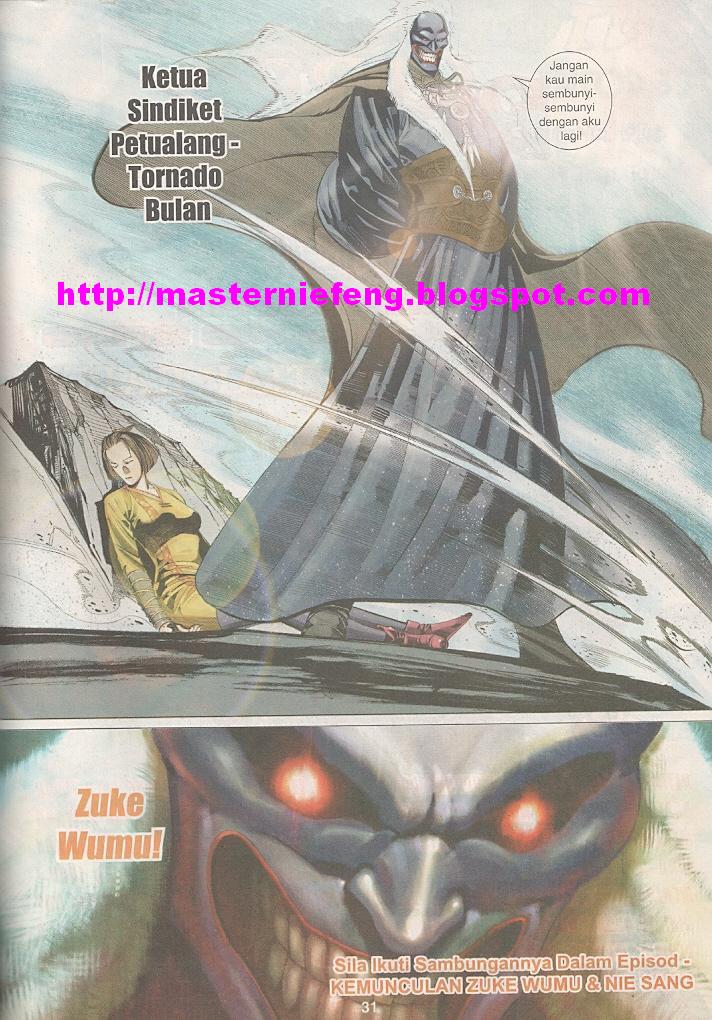 Ketua
Sindiket
Petualang -
Tornado
Bulan
Jangan
kau main
sembunyi-
sembunyi
dengan aku
lagi!
http://masterniefeng.blogspot.com
Zuke
Wumu!
Sila Ikuti Sambungannya Dalam Episod -
KEMUNCULAN ZUKE WUMU & NIE SANG
31